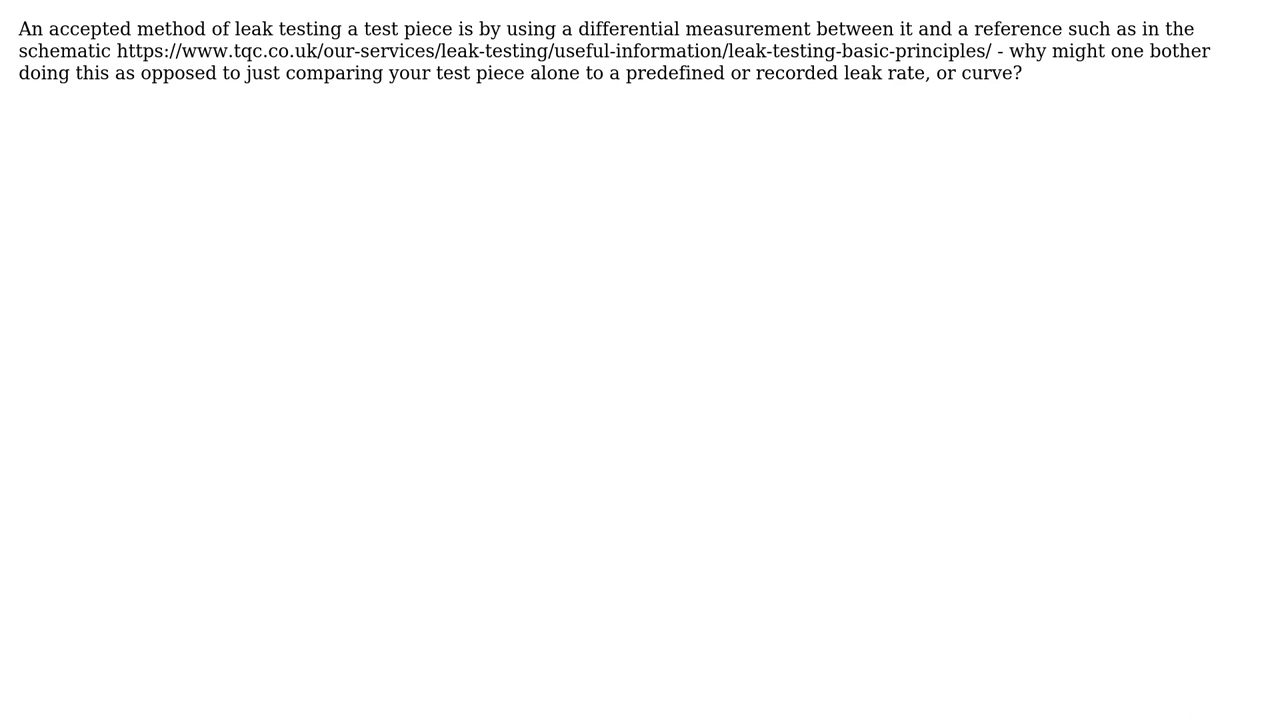 An accepted method of leak testing a test piece is by using a differential measurement between it and a reference such as in the
schematic https://www.tqc.co.uk/our-services/leak-testing/useful-information/leak-testing-basic-principles/ - why might one bother
doing this as opposed to just comparing your test piece alone to a predefined or recorded leak rate, or curve?